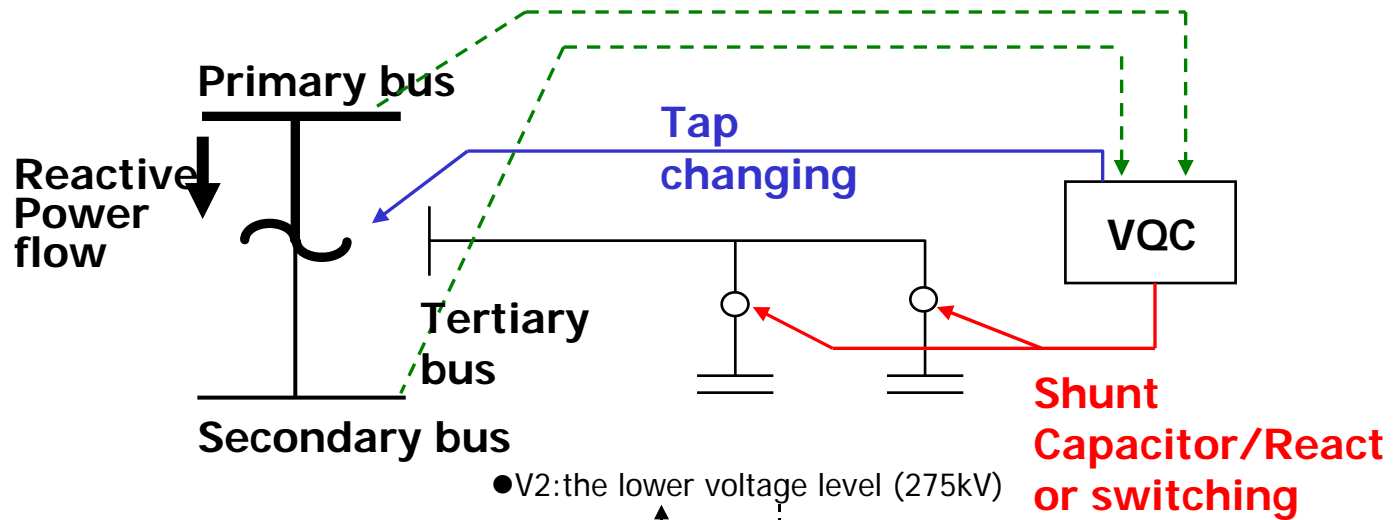 Primary bus
Reactive
Power
flow
Tap
changing
VQC
Tertiary
bus
Secondary bus
Shunt
Capacitor/React
or switching
●V2:the lower voltage level (275kV)